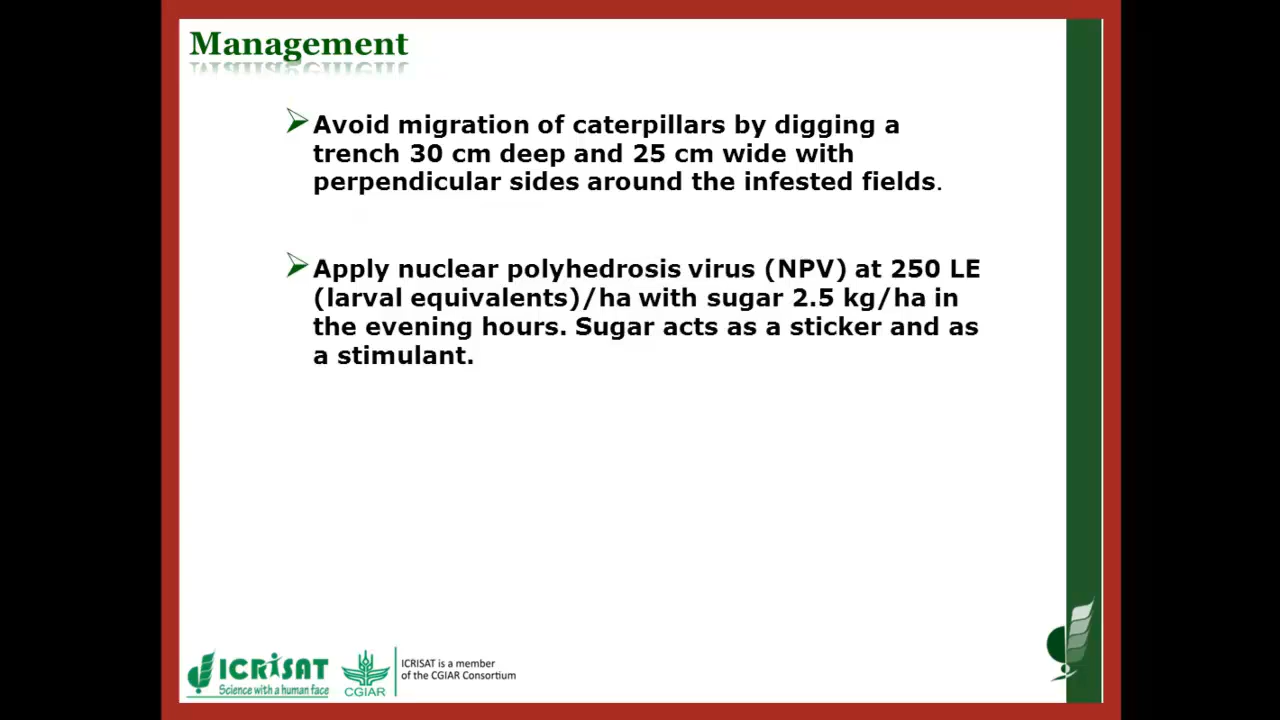 Management
Avoid migration of caterpillars by digging a
trench 30 cm deep and 25 cm wide with
perpendicular sides around the infested fields.
Apply nuclear polyhedrosis virus (NPV) at 250 LE
(larval equivalents)/ha with sugar 2.5 kg/ha in
the evening hours. Sugar acts as a sticker and as
a stimulant.
ICRISAT
Science with a human face
CGIAR
ICRISAT is a member
of the CGIAR Consortium